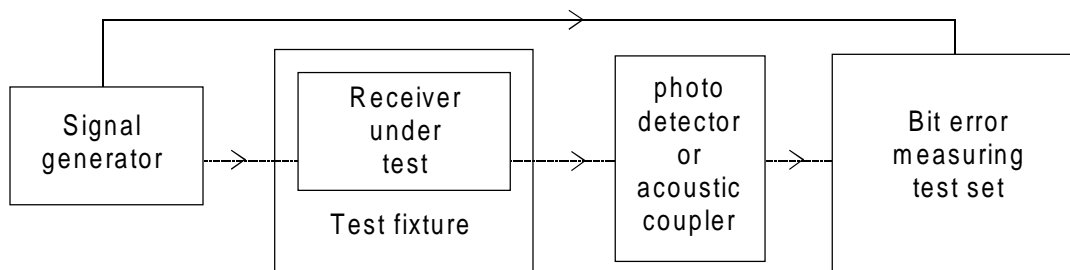 Signal
generator
Receiver
under
test
Test fixture
photo
detector
or
acoustic
coupler
Bit error
measuring
test set